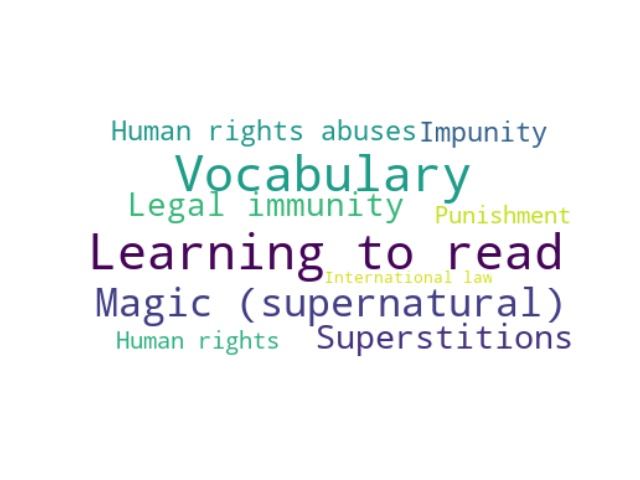 Human rights abuses Impunity
Vocabulary
Legal immunity
Punishment
Learning to read
International law
Magic (supernatural)
Human rights
Superstitions